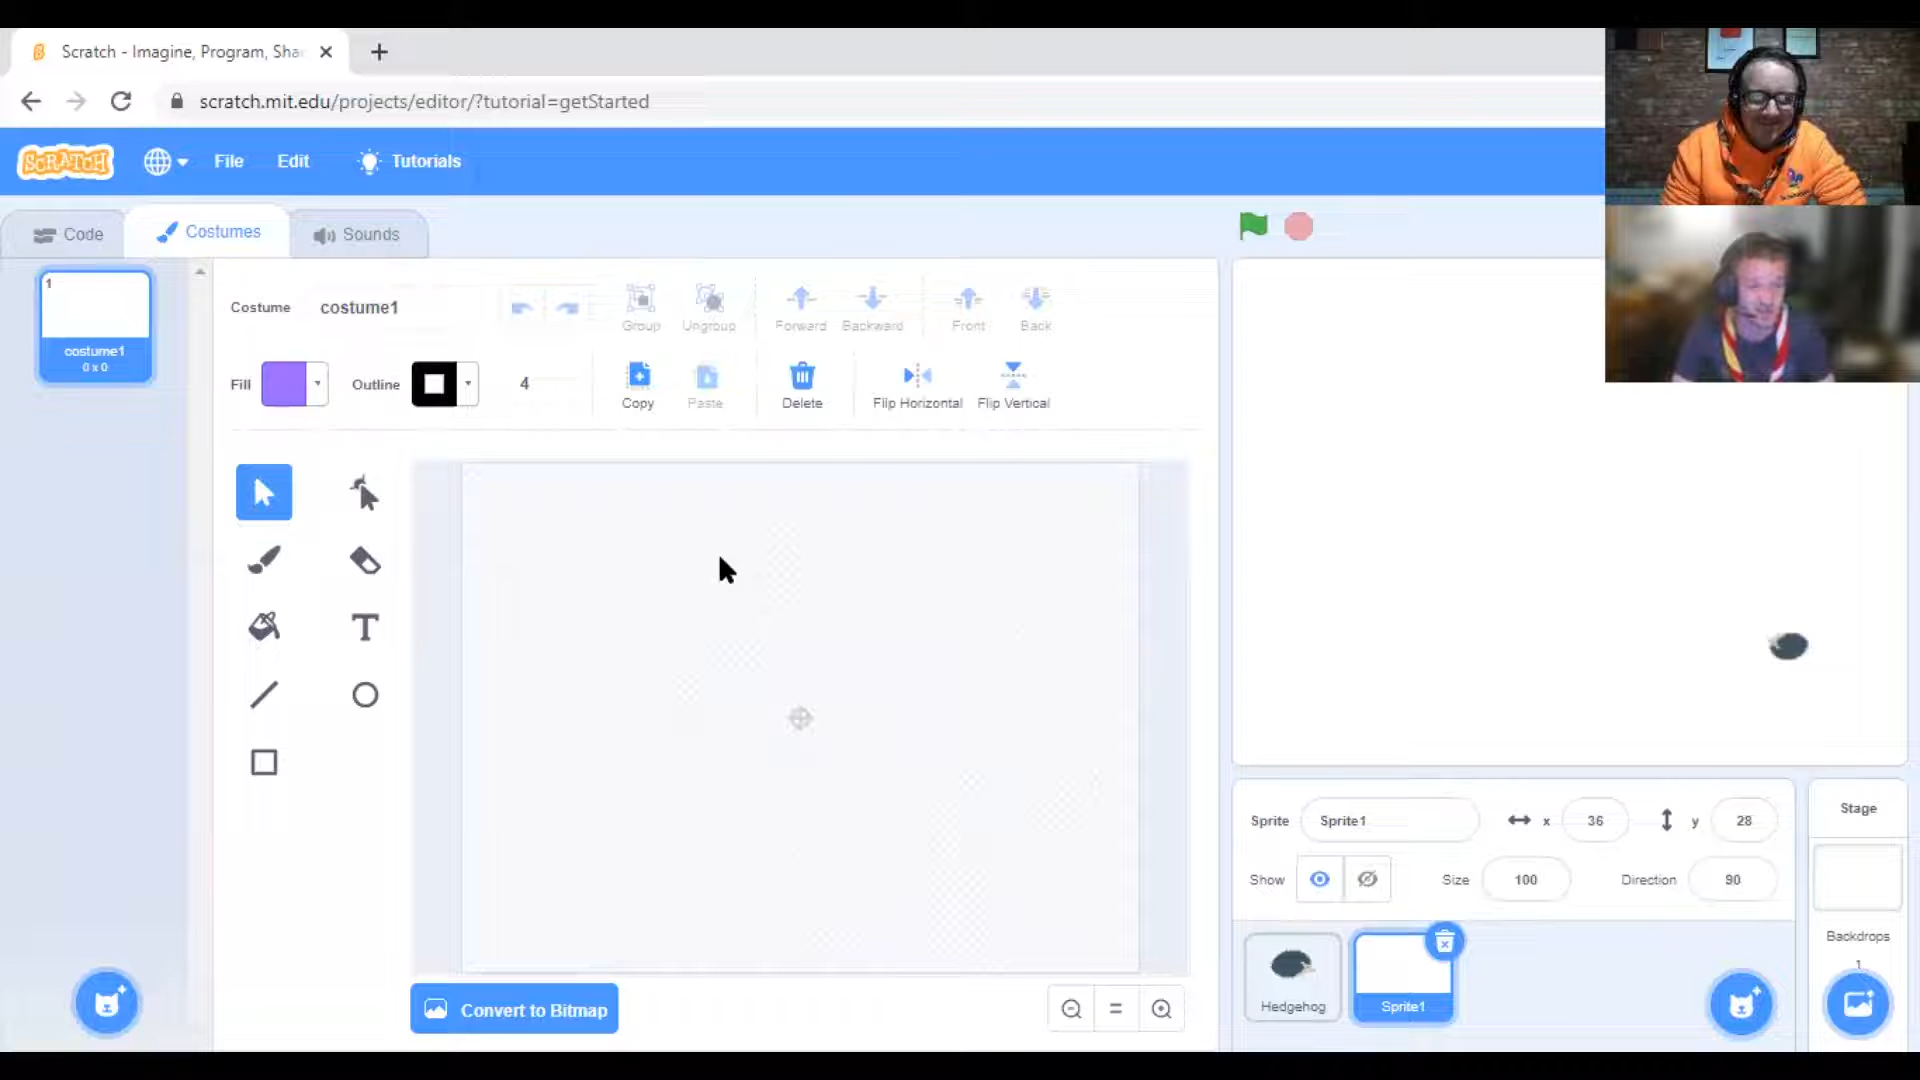 Scratch - Imagine, Program, Sha
scratch.mit.edu/projects/editor/?tutorial=getStarted
SCRATCH
File
Edit
Tutorials
Code
Costumes
Sounds
1
costume1
0 x 0
Costume
costume1
Group
Ungroup
Forward
Backward
Front
Back
Fill
Outline
4
Copy
Paste
Delete
Flip Horizontal
Flip Vertical
T
Convert to Bitmap
Sprite
Sprite1
x
36
y
28
Show
Size
100
Direction
90
Hedgehog
Sprite1
Stage
Backdrops
1